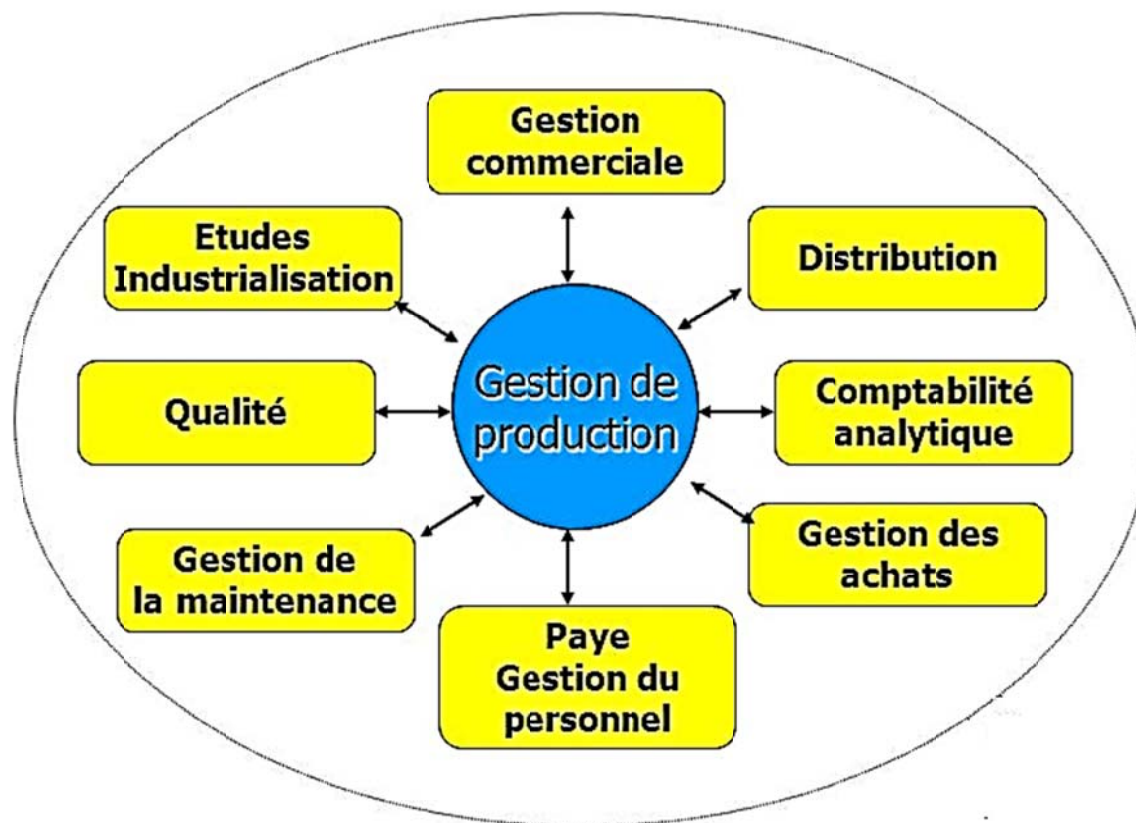 Gestion
commerciale
Etudes
Industrialisation
Distribution
Qualité
Gestion de
production
Comptabilité
analytique
Gestion de
la maintenance
Gestion des
achats
Paye
Gestion du
personnel